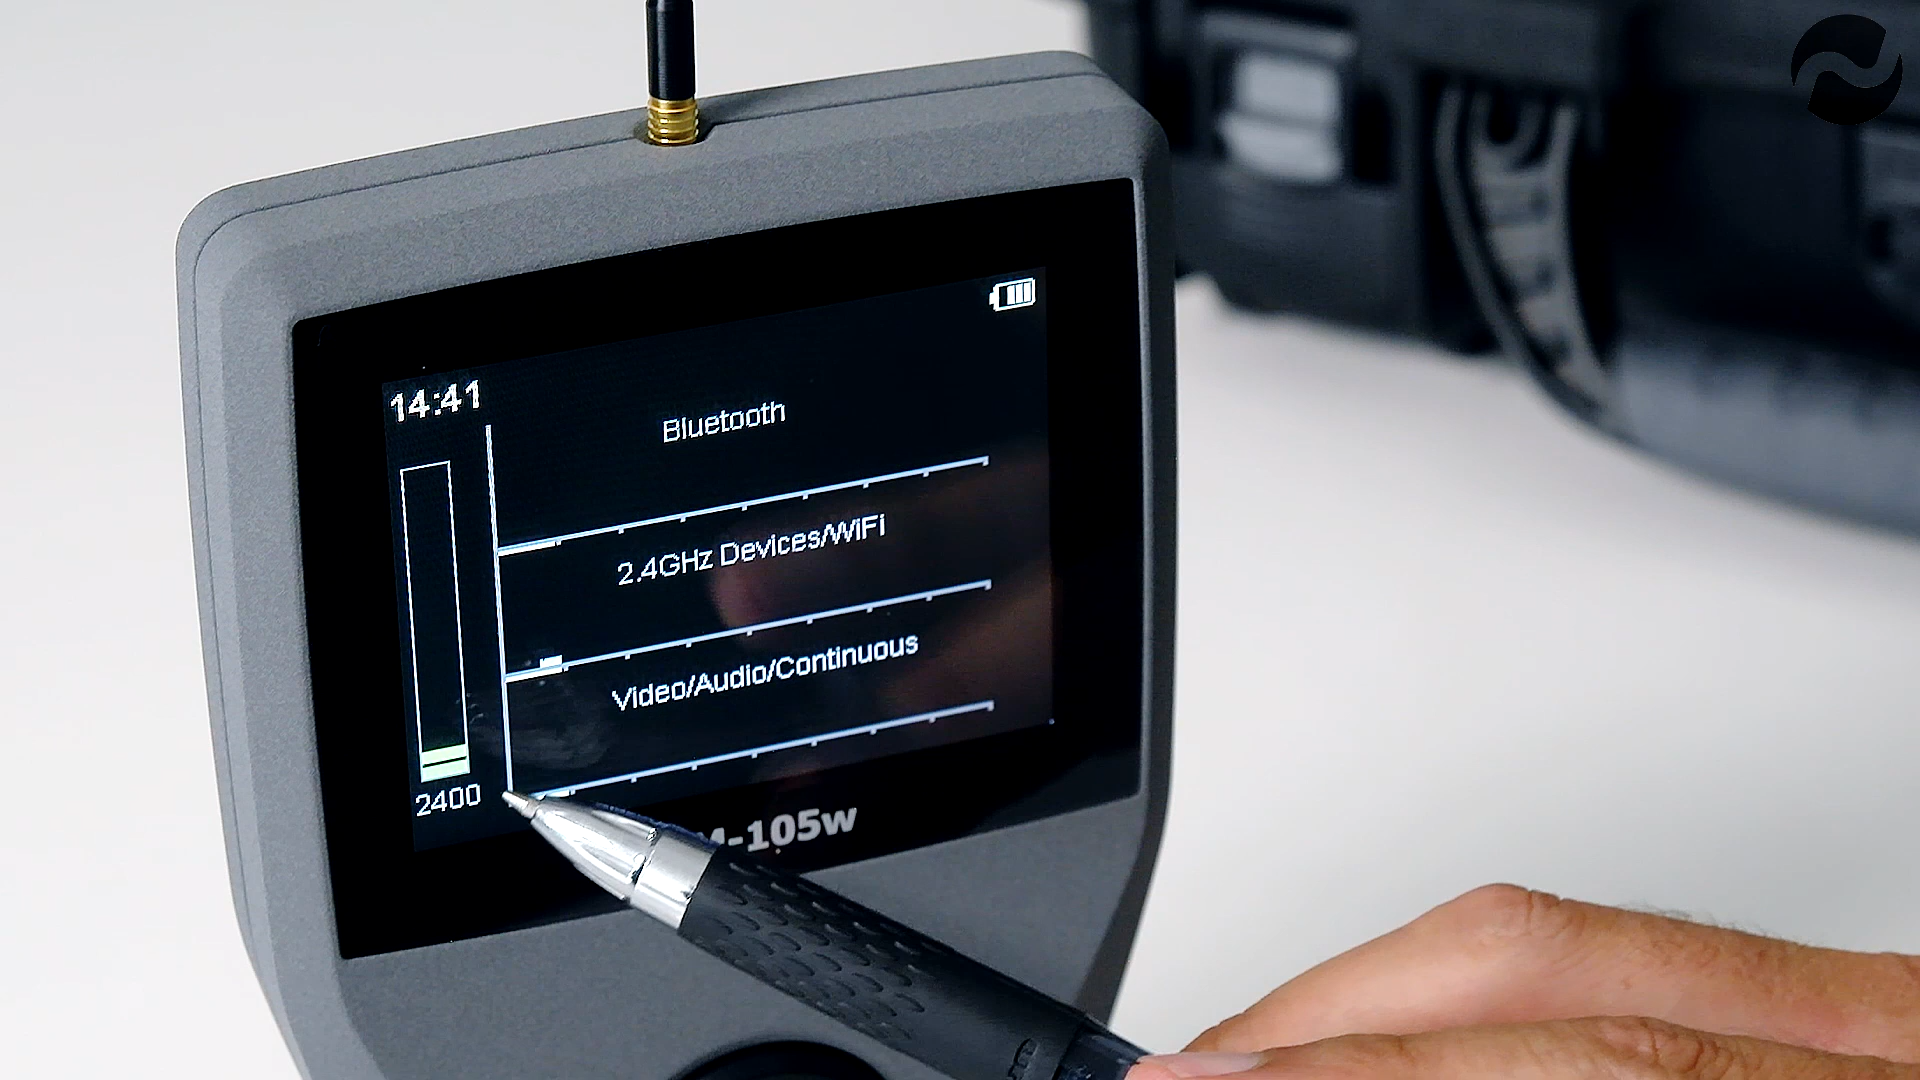 14:41
Bluetooth
2.4GHz Devices/WiFi
Video/Audio/Continuous
2400
-105w